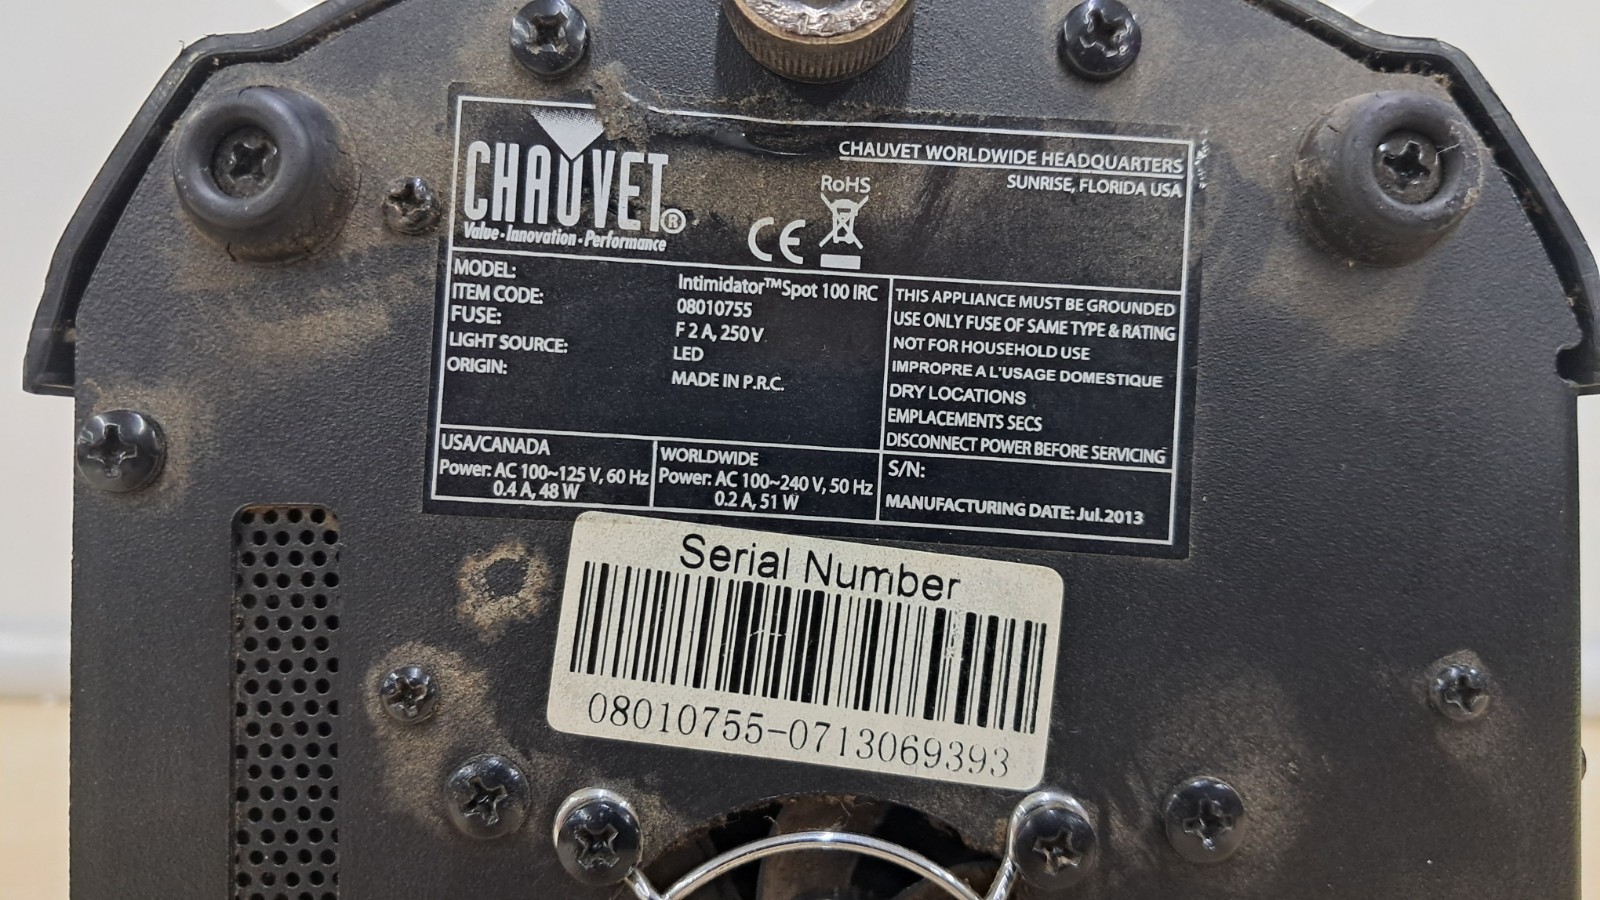 CHAUVET®
Value · Innovation · Performance
CHAUVET WORLDWIDE HEADQUARTERS
SUNRISE, FLORIDA USA
RoHS
CE
MODEL: Intimidator™Spot 100 IRC
ITEM CODE: 08010755
FUSE: F 2 A, 250 V
LIGHT SOURCE: LED
ORIGIN: MADE IN P.R.C.
THIS APPLIANCE MUST BE GROUNDED
USE ONLY FUSE OF SAME TYPE & RATING
NOT FOR HOUSEHOLD USE
IMPROPRE A L'USAGE DOMESTIQUE
DRY LOCATIONS
EMPLACEMENTS SECS
DISCONNECT POWER BEFORE SERVICING
USA/CANADA
Power: AC 100~125 V, 60 Hz
0.4 A, 48 W
WORLDWIDE
Power: AC 100~240 V, 50 Hz
0.2 A, 51 W
S/N:
MANUFACTURING DATE: Jul.2013
Serial Number
08010755-0713069393